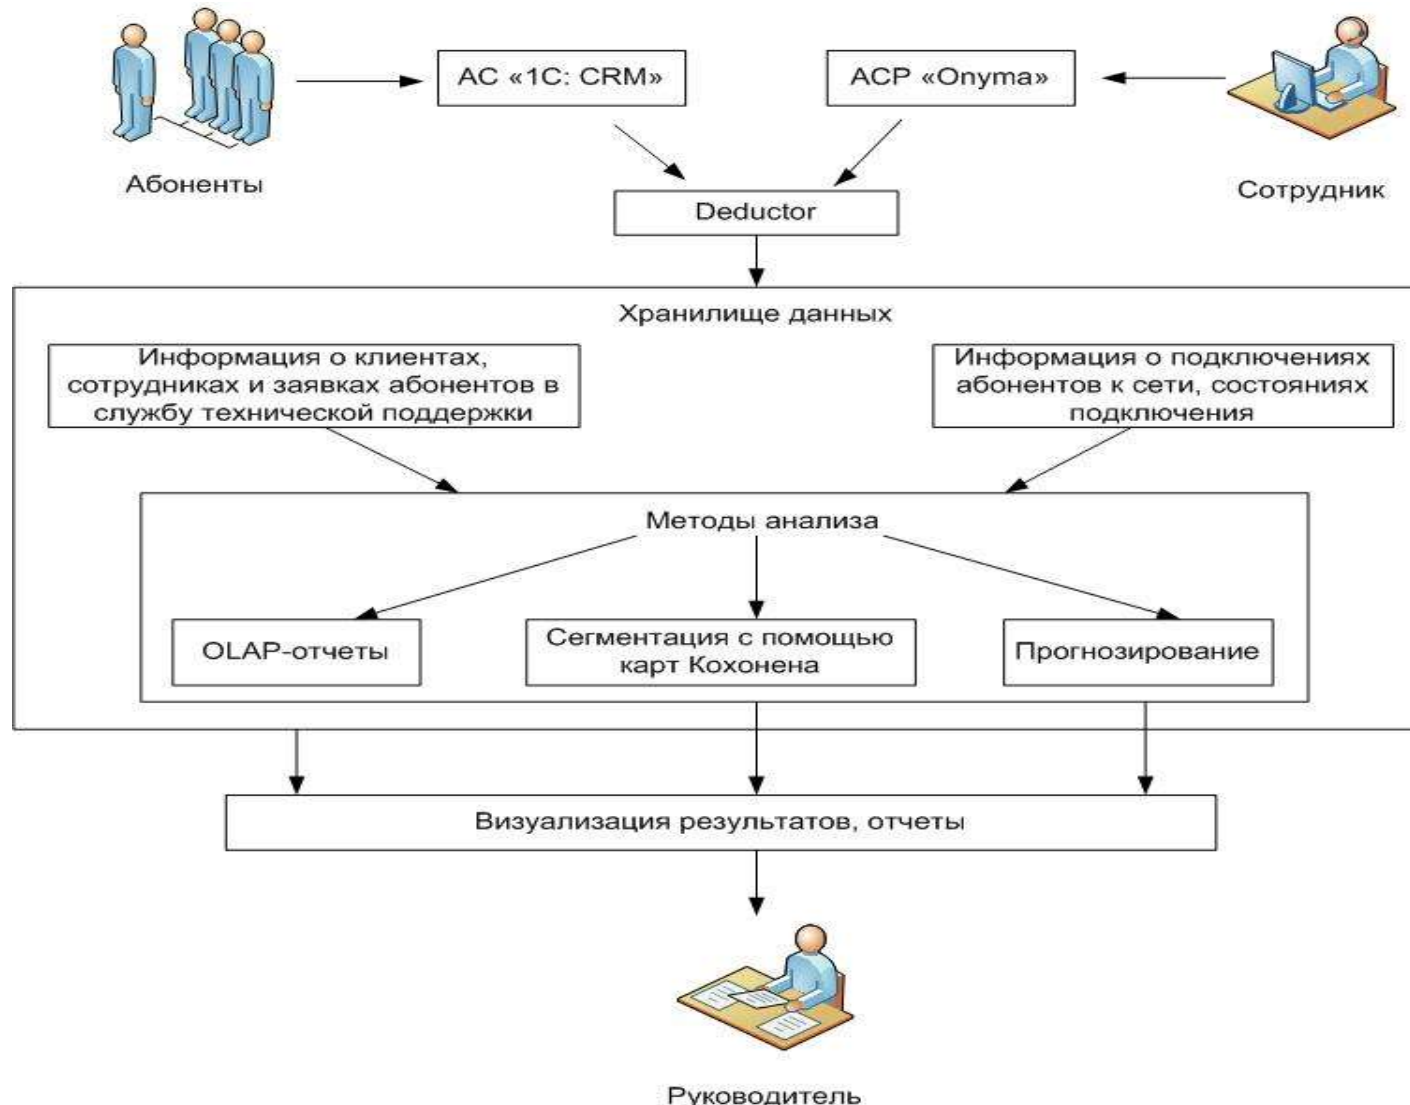 АС «1С: CRM»
АСР «Onyma»
Абоненты
Сотрудник
Deductor
Хранилище данных
Информация о клиентах,
сотрудниках и заявках абонентов в
службу технической поддержки
Информация о подключениях
абонентов к сети, состояниях
подключения
Методы анализа
OLAP-отчеты
Сегментация с помощью
карт Кохонена
Прогнозирование
Визуализация результатов, отчеты
Руководитель